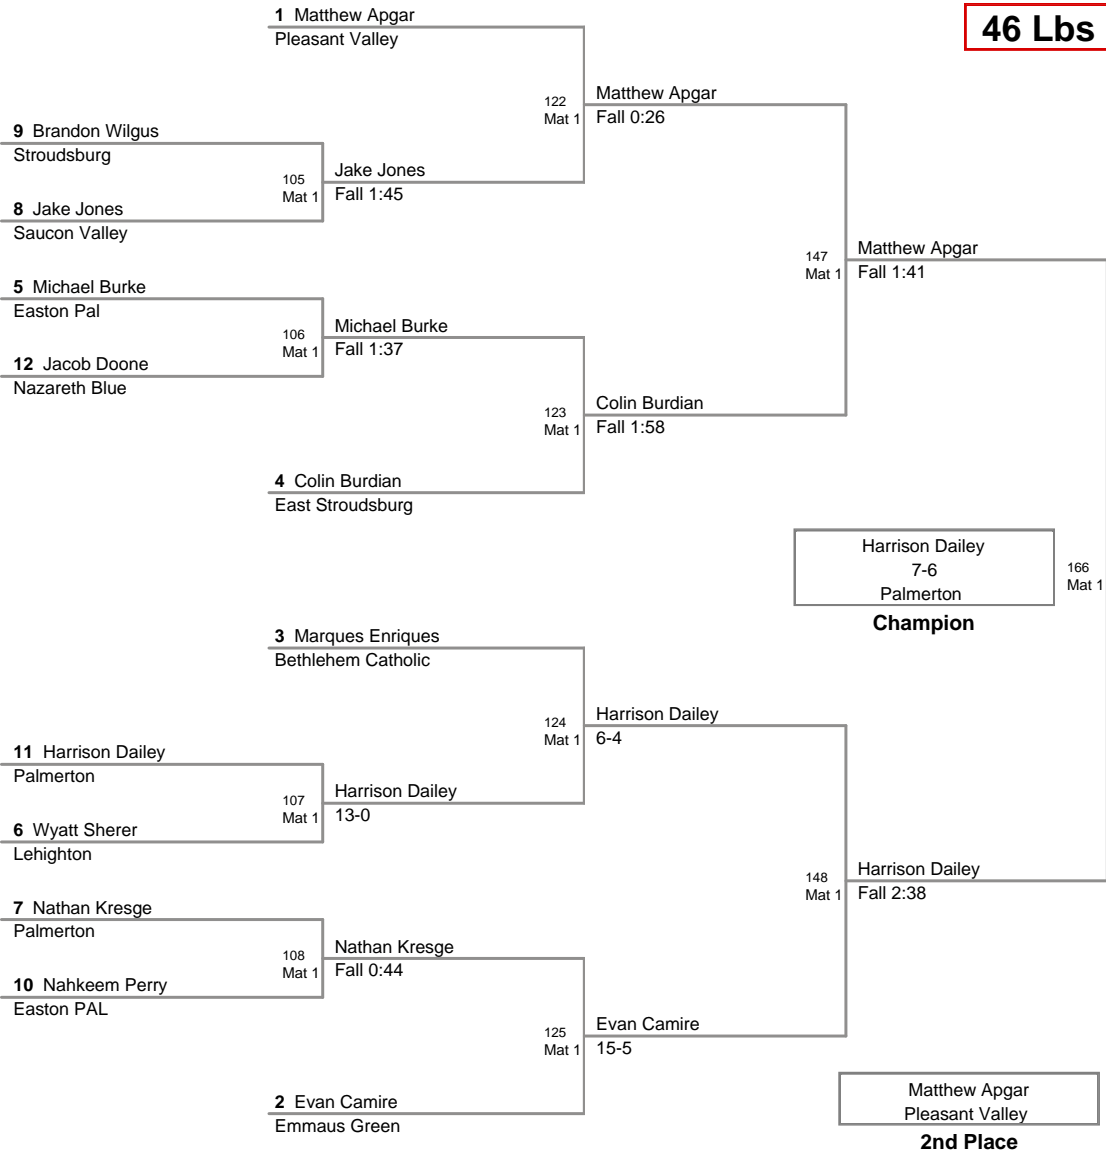 46 Lbs
1 Matthew Apgar
Pleasant Valley
122
Mat 1
Matthew Apgar
Fall 0:26
9 Brandon Wilgus
Stroudsburg
105
Mat 1
Jake Jones
Fall 1:45
8 Jake Jones
Saucon Valley
147
Mat 1
Matthew Apgar
Fall 1:41
5 Michael Burke
Easton Pal
106
Mat 1
Michael Burke
Fall 1:37
12 Jacob Doone
Nazareth Blue
123
Mat 1
Colin Burdian
Fall 1:58
4 Colin Burdian
East Stroudsburg
Harrison Dailey
7-6
Palmerton
Champion
166
Mat 1
3 Marques Enriques
Bethlehem Catholic
124
Mat 1
Harrison Dailey
6-4
11 Harrison Dailey
Palmerton
107
Mat 1
Harrison Dailey
13-0
6 Wyatt Sherer
Lehighton
148
Mat 1
Harrison Dailey
Fall 2:38
7 Nathan Kresge
Palmerton
108
Mat 1
Nathan Kresge
Fall 0:44
10 Nahkeem Perry
Easton PAL
125
Mat 1
Evan Camire
15-5
2 Evan Camire
Emmaus Green
Matthew Apgar
Pleasant Valley
2nd Place